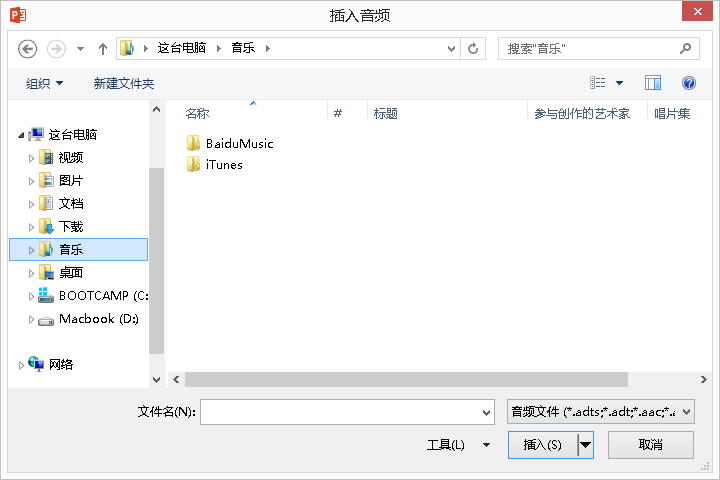 插入音频
这台电脑 音乐
搜索"音乐"
组织 新建文件夹
名称 # 标题 参与创作的艺术家 唱片集
这台电脑
视频
图片
文档
下载
音乐
桌面
BOOTCAMP (C:
Macbook (D:)
网络
BaiduMusic
iTunes
文件名(N):
音频文件 (*.adts;*.adt;*.aac;*.a
工具(L) 插入(S) 取消